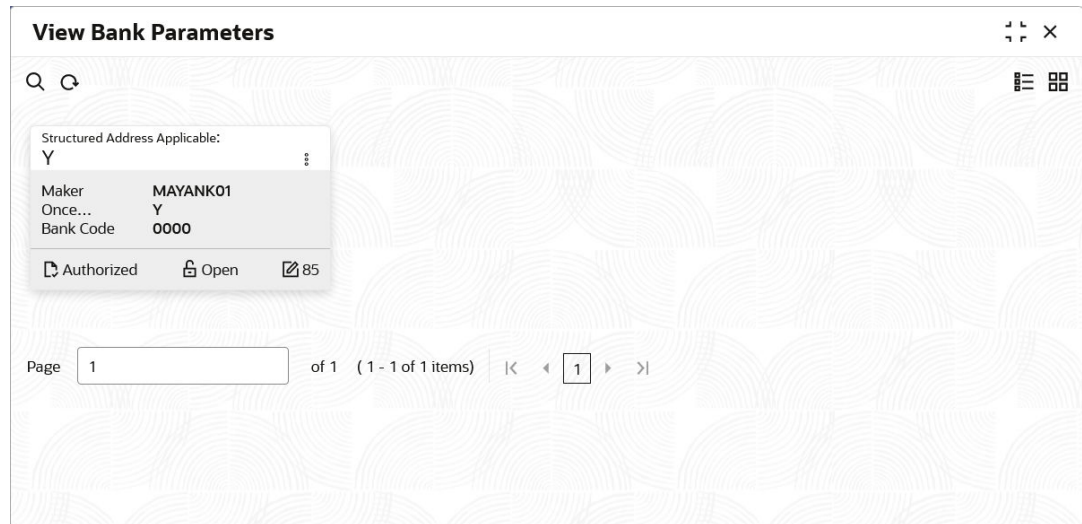 View Bank Parameters
Structured Address Applicable:
Y
Maker MAYANK01
Once... Y
Bank Code 0000
Authorized Open 85
Page 1 of 1 ( 1 - 1 of 1 items) 1